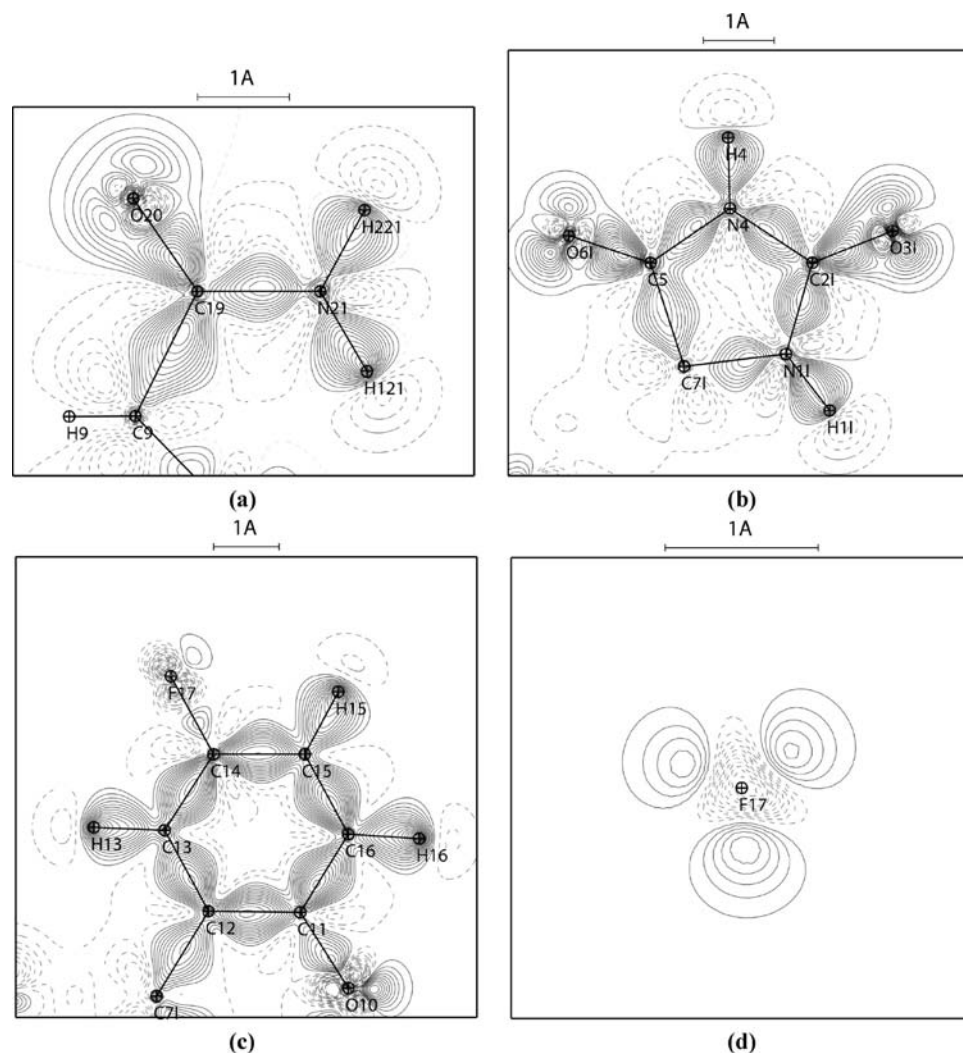 1A
O20
H221
C19
N21
H121
H9
C9
(a)
1A
H4
N4
O6I
O3I
C5
C2I
N1I
C7I
H1I
(b)
1A
F17
H15
C14
C15
H13
C13
C16
H16
C12
C11
O10
C7I
(c)
1A
F17
(d)